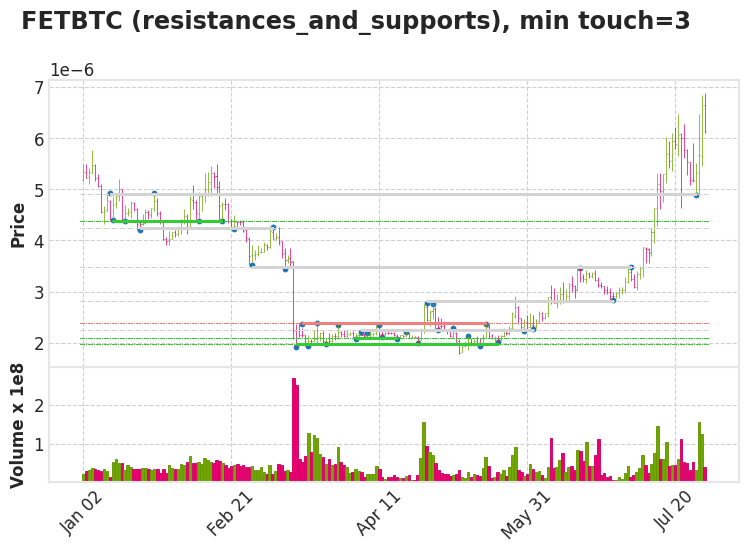 FETBTC (resistances_and_supports), min touch=3
1e−6
7
6
5
4
3
2
Price
2
1
Volume x 1e8
Jan 02
Feb 21
Apr 11
May 31
Jul 20